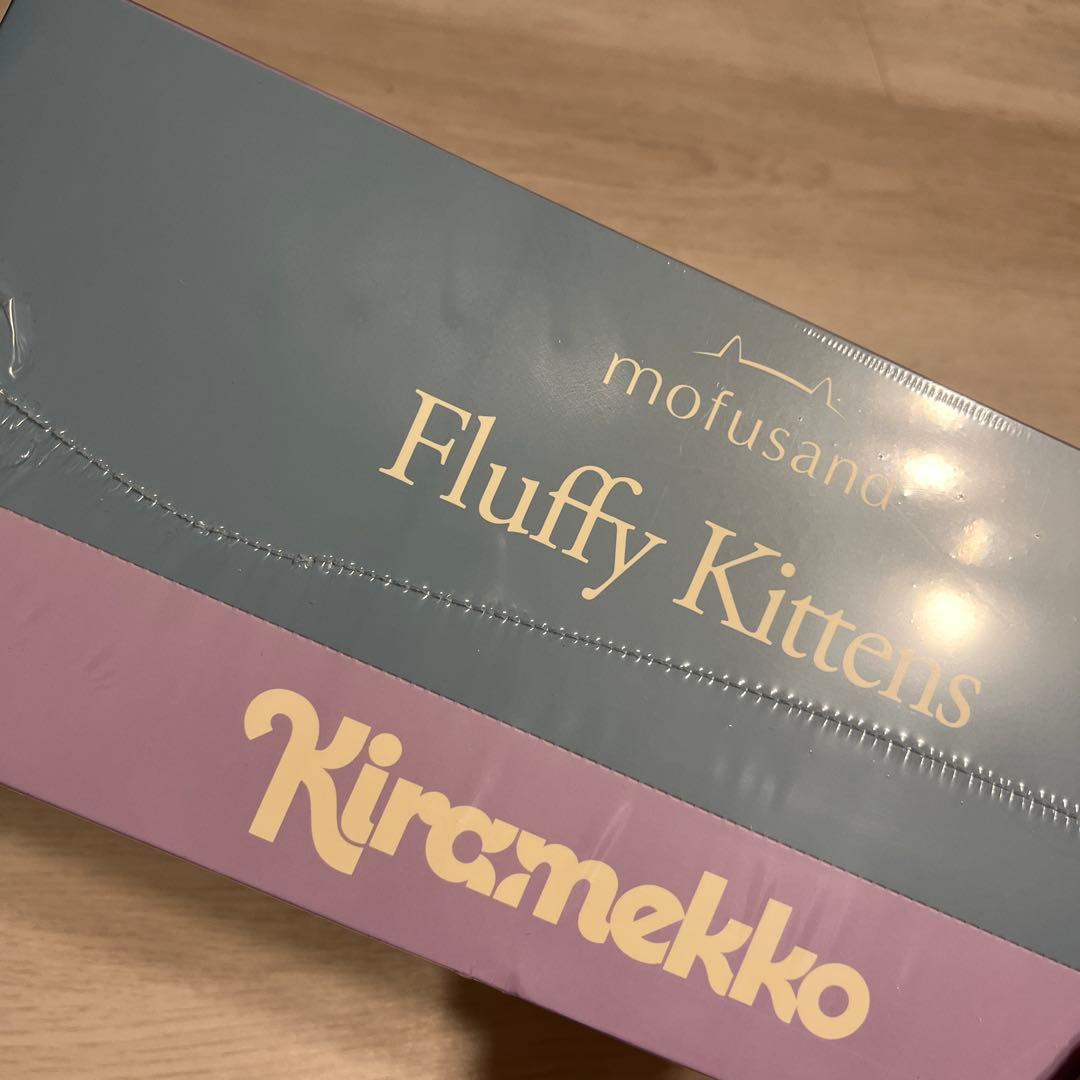 mofusand
Fluffy Kittens
Kiramekko